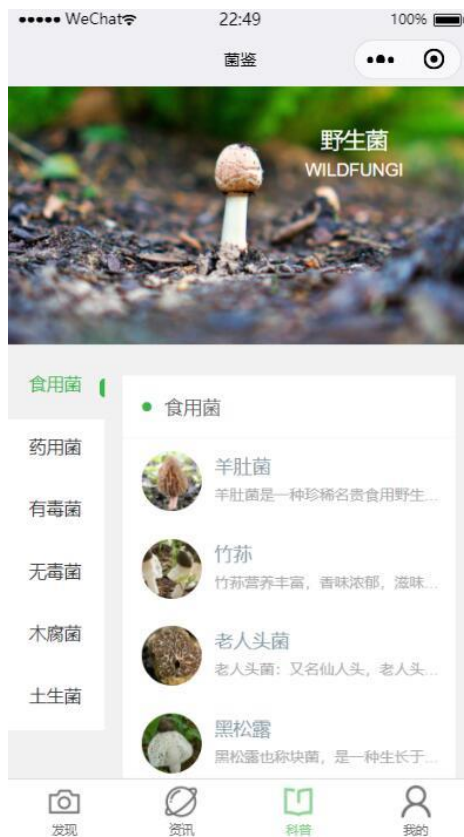 WeChat 22:49 100%
菌鉴
野生菌
WILDFUNGI
食用菌
药用菌
有毒菌
无毒菌
木腐菌
土生菌
食用菌
羊肚菌
羊肚菌是一种珍稀名贵食用野生...
竹荪
竹荪营养丰富，香味浓郁，滋味...
老人头菌
老人头菌：又名仙人头，老人头...
黑松露
黑松露也称块菌，是一种生长于...
发现 资讯 科普 我的